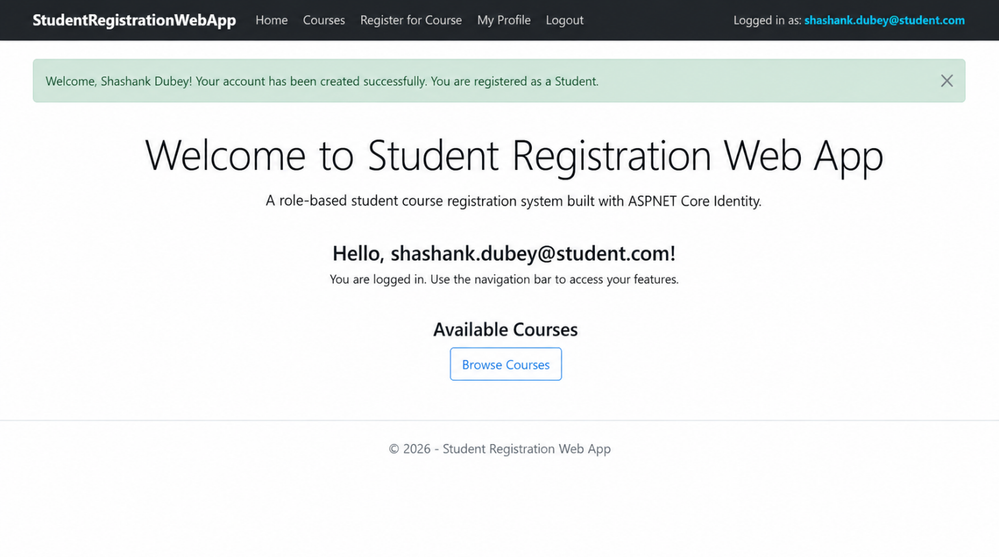 StudentRegistrationWebApp Home Courses Register for Course My Profile Logout Logged in as: shashank.dubey@student.com
Welcome, Shashank Dubey! Your account has been created successfully. You are registered as a Student.
Welcome to Student Registration Web App
A role-based student course registration system built with ASPNET Core Identity.
Hello, shashank.dubey@student.com!
You are logged in. Use the navigation bar to access your features.
Available Courses
Browse Courses
© 2026 - Student Registration Web App